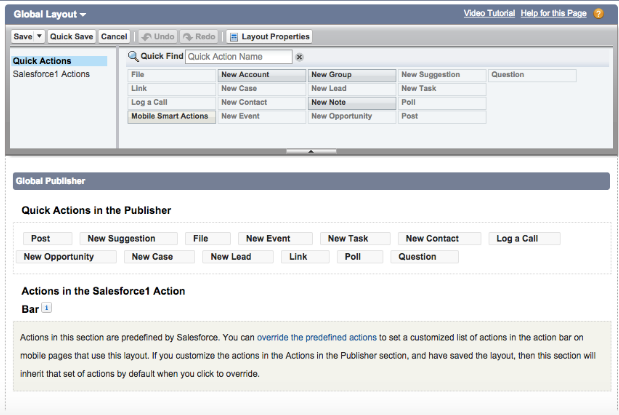 Global Layout
Video Tutorial Help for this Page
Save Quick Save Cancel Undo Redo Layout Properties
Quick Actions
Salesforce1 Actions
Quick Find Quick Action Name
File New Account New Group New Suggestion Question
Link New Case New Lead New Task
Log a Call New Contact New Note Poll
Mobile Smart Actions New Event New Opportunity Post
Global Publisher
Quick Actions in the Publisher
Post New Suggestion File New Event New Task New Contact Log a Call
New Opportunity New Case New Lead Link Poll Question
Actions in the Salesforce1 Action
Bar i
Actions in this section are predefined by Salesforce. You can override the predefined actions to set a customized list of actions in the action bar on
mobile pages that use this layout. If you customize the actions in the Actions in the Publisher section, and have saved the layout, then this section will
inherit that set of actions by default when you click to override.